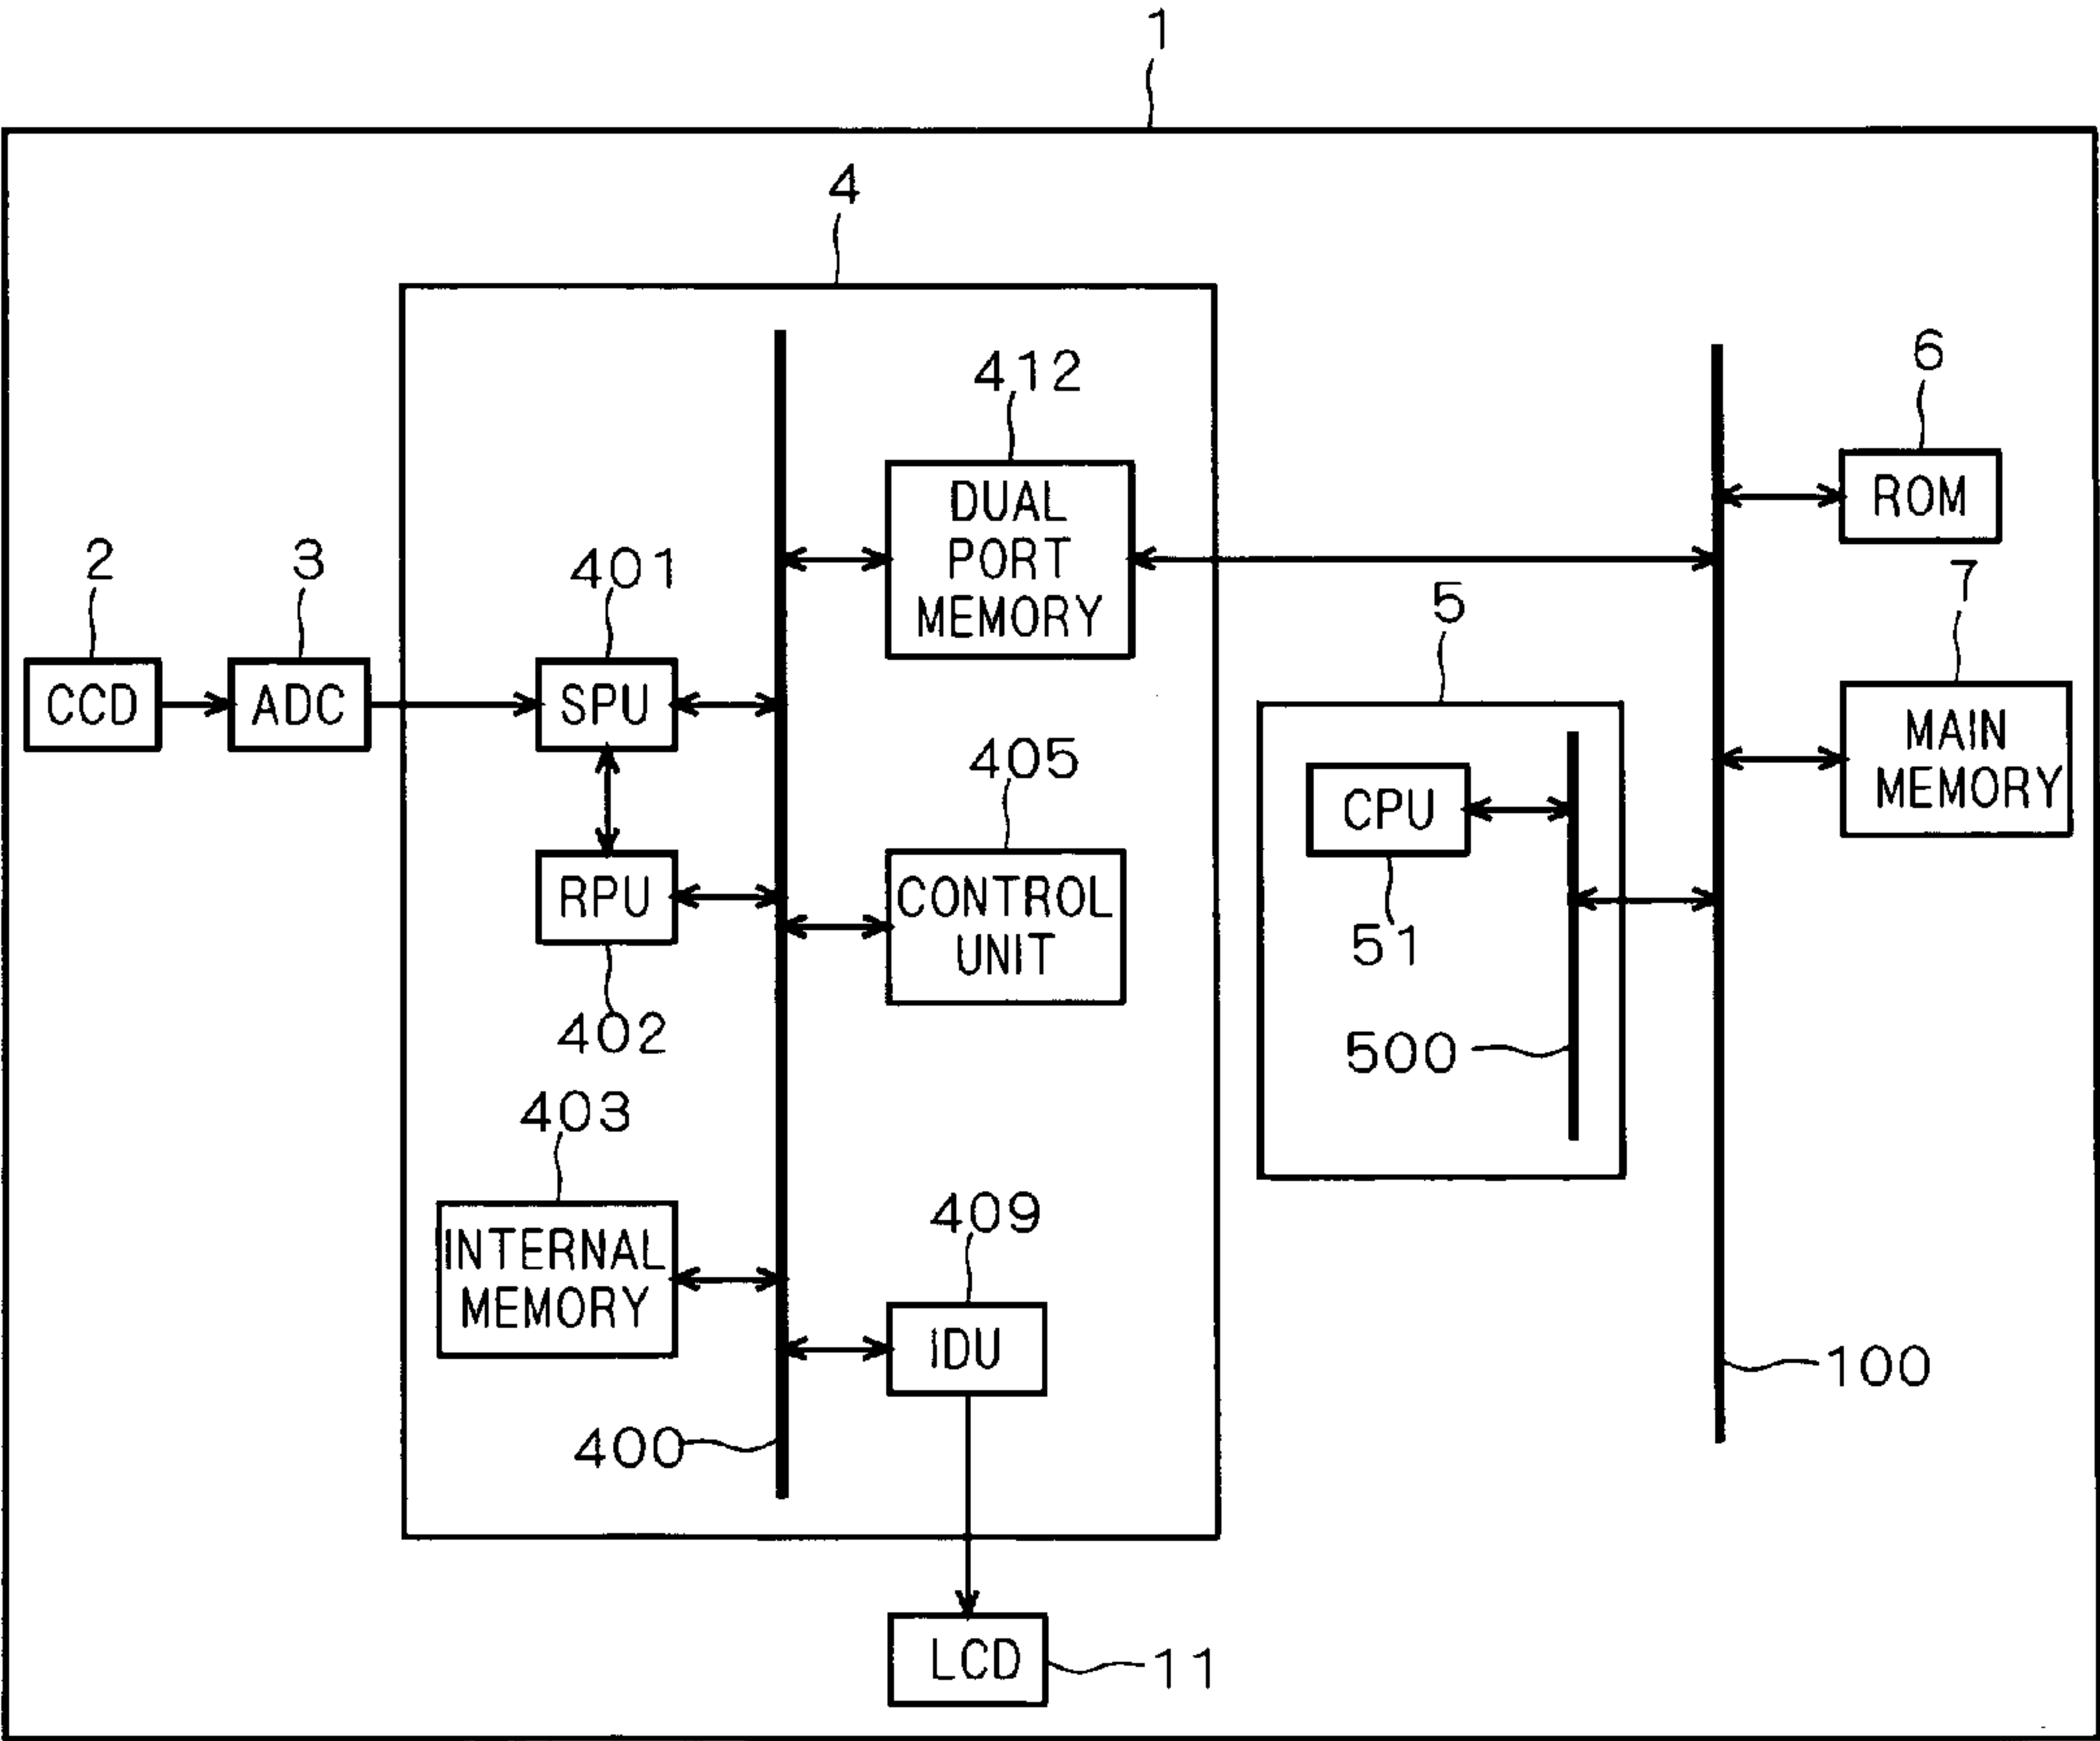 1
4
412
6
DUAL
PORT
MEMORY
ROM
2
3
401
5
7
CCD
ADC
SPU
MAIN
MEMORY
405
CPU
RPU
CONTROL
UNIT
51
402
500
403
409
INTERNAL
MEMORY
IDU
100
400
LCD
11